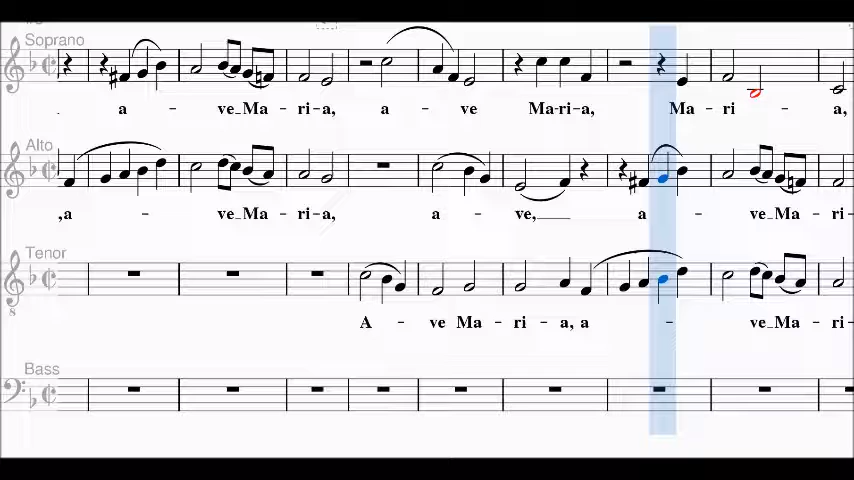 Soprano
. a - ve_Ma - ri-a, a - ve Ma-ri-a, Ma-ri - a,
Alto
,a - ve_Ma - ri-a, a - ve, a - ve_Ma - ri-
Tenor
8
A - ve Ma - ri - a, a - ve_Ma - ri-
Bass